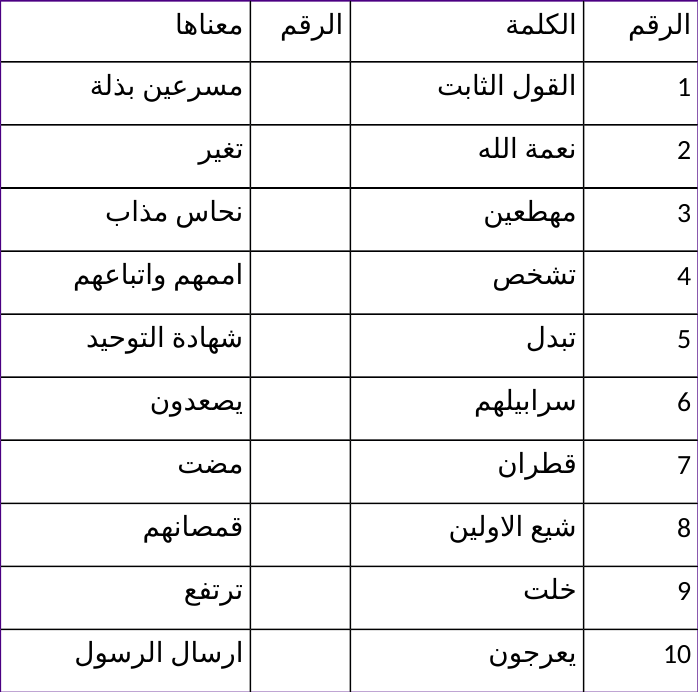 الرقم الكلمة الرقم معناها
1 القول الثابت مسرعين بذلة
2 نعمة الله تغير
3 مهطعين نحاس مذاب
4 تشخص اممهم واتباعهم
5 تبدل شهادة التوحيد
6 سرابيلهم يصعدون
7 قطران مضت
8 شيع الاولين قمصانهم
9 خلت ترتفع
10 يعرجون ارسال الرسول